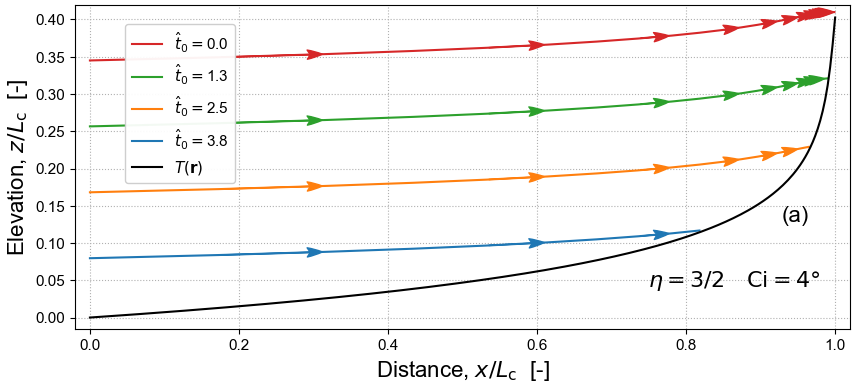 Elevation, z/L_c [-]
0.40
0.35
0.30
0.25
0.20
0.15
0.10
0.05
0.00
t̂₀ = 0.0
t̂₀ = 1.3
t̂₀ = 2.5
t̂₀ = 3.8
T(r)
(a)
η = 3/2 Ci = 4°
0.0 0.2 0.4 0.6 0.8 1.0
Distance, x/L_c [-]